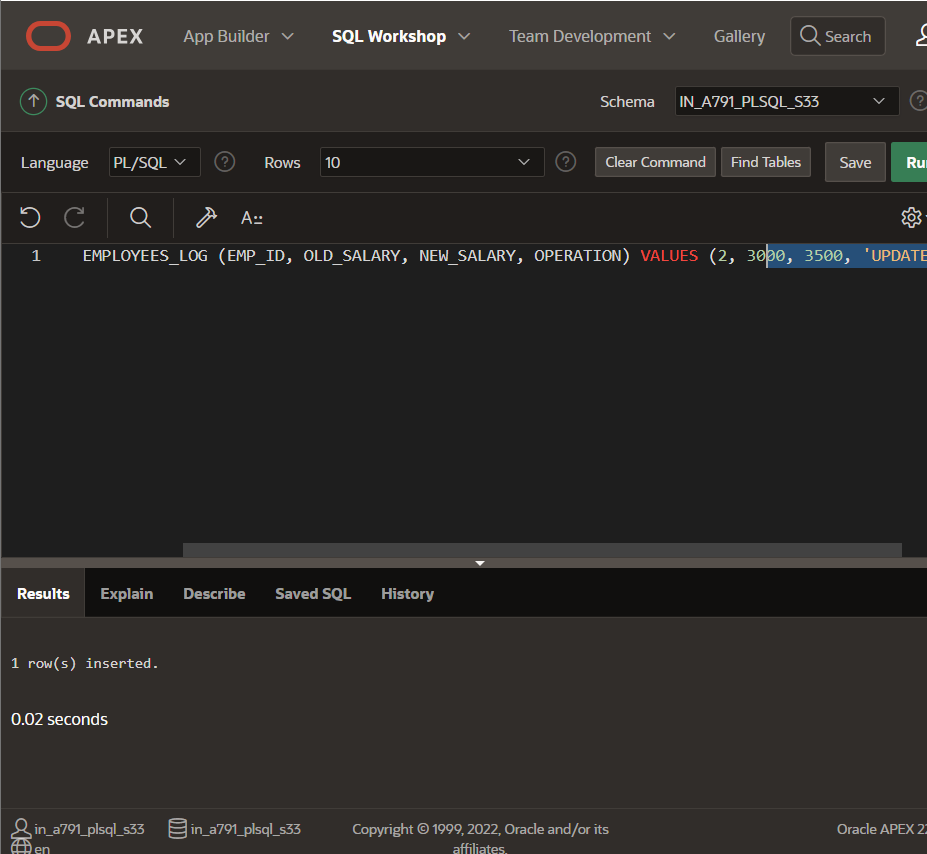 APEX App Builder SQL Workshop Team Development Gallery Search
SQL Commands Schema IN_A791_PLSQL_S33 ?
Language PL/SQL ? Rows 10 ? Clear Command Find Tables Save Ru
A::
1 EMPLOYEES_LOG (EMP_ID, OLD_SALARY, NEW_SALARY, OPERATION) VALUES (2, 3000, 3500, 'UPDATE
Results Explain Describe Saved SQL History
1 row(s) inserted.
0.02 seconds
in_a791_plsql_s33 in_a791_plsql_s33 Copyright © 1999, 2022, Oracle and/or its Oracle APEX 22
en affiliates.